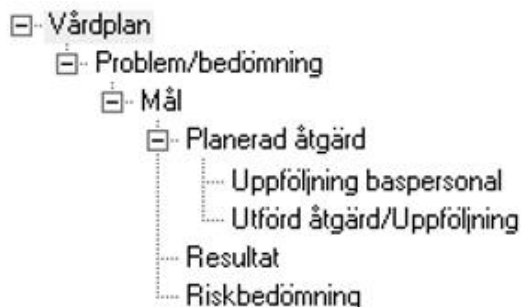 Vårdplan
Problem/bedömning
Mål
Planerad åtgärd
Uppföljning baspersonal
Utförd åtgärd/Uppföljning
Resultat
Riskbedömning